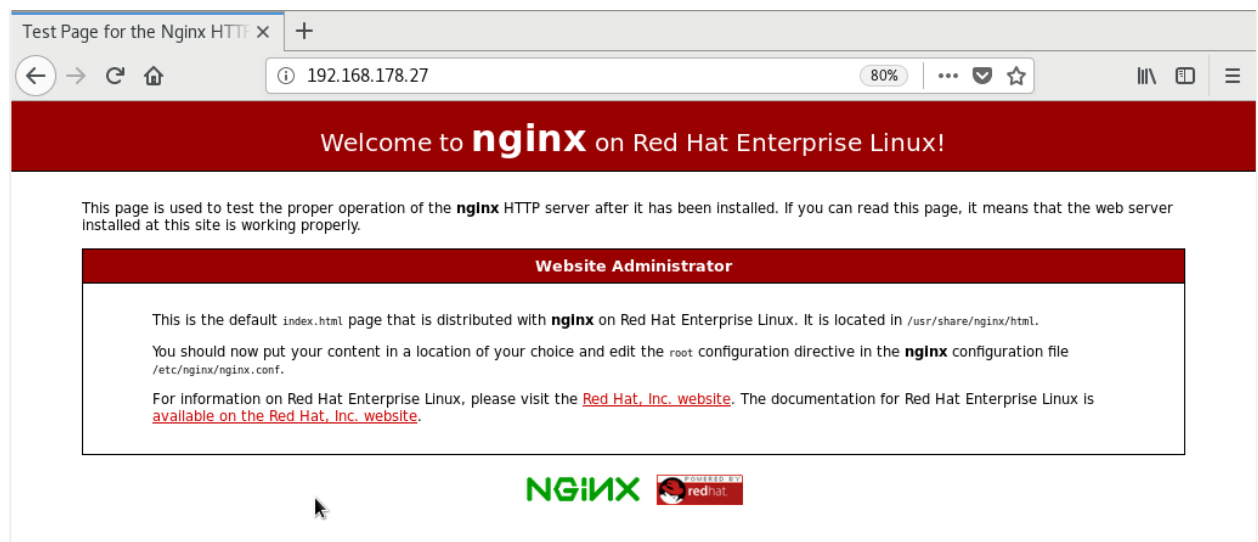 Test Page for the Nginx HTTP
192.168.178.27
80%
Welcome to nginx on Red Hat Enterprise Linux!
This page is used to test the proper operation of the nginx HTTP server after it has been installed. If you can read this page, it means that the web server
installed at this site is working properly.
Website Administrator
This is the default index.html page that is distributed with nginx on Red Hat Enterprise Linux. It is located in /usr/share/nginx/html.
You should now put your content in a location of your choice and edit the root configuration directive in the nginx configuration file
/etc/nginx/nginx.conf.
For information on Red Hat Enterprise Linux, please visit the Red Hat, Inc. website. The documentation for Red Hat Enterprise Linux is
available on the Red Hat, Inc. website.
NGINX
POWERED BY
redhat.